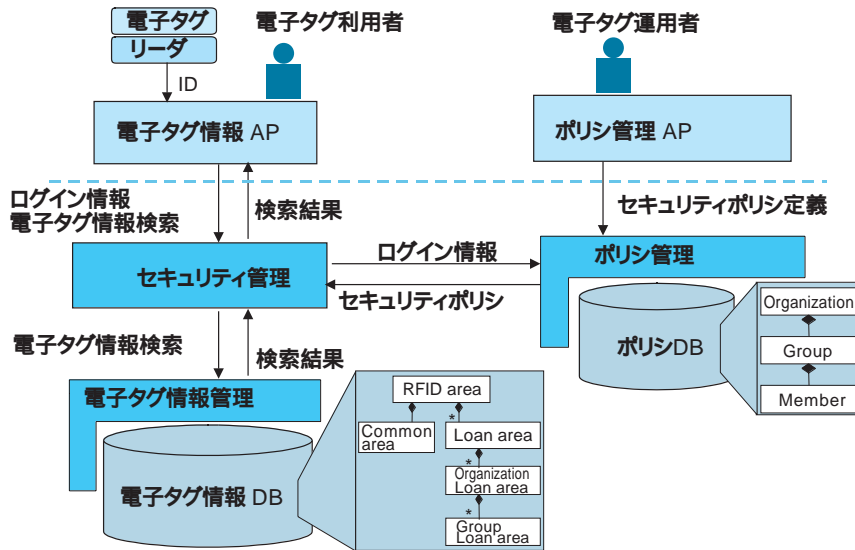 電子タグ
リーダ
ID
電子タグ利用者
電子タグ運用者
電子タグ情報 AP
ポリシ管理 AP
ログイン情報
電子タグ情報検索
検索結果
セキュリティポリシ定義
セキュリティ管理
ログイン情報
セキュリティポリシ
ポリシ管理
ポリシDB
Organization
Group
Member
電子タグ情報検索
検索結果
電子タグ情報管理
電子タグ情報 DB
RFID area
Common
area
*
Loan area
*
Organization
Loan area
*
Group
Loan area